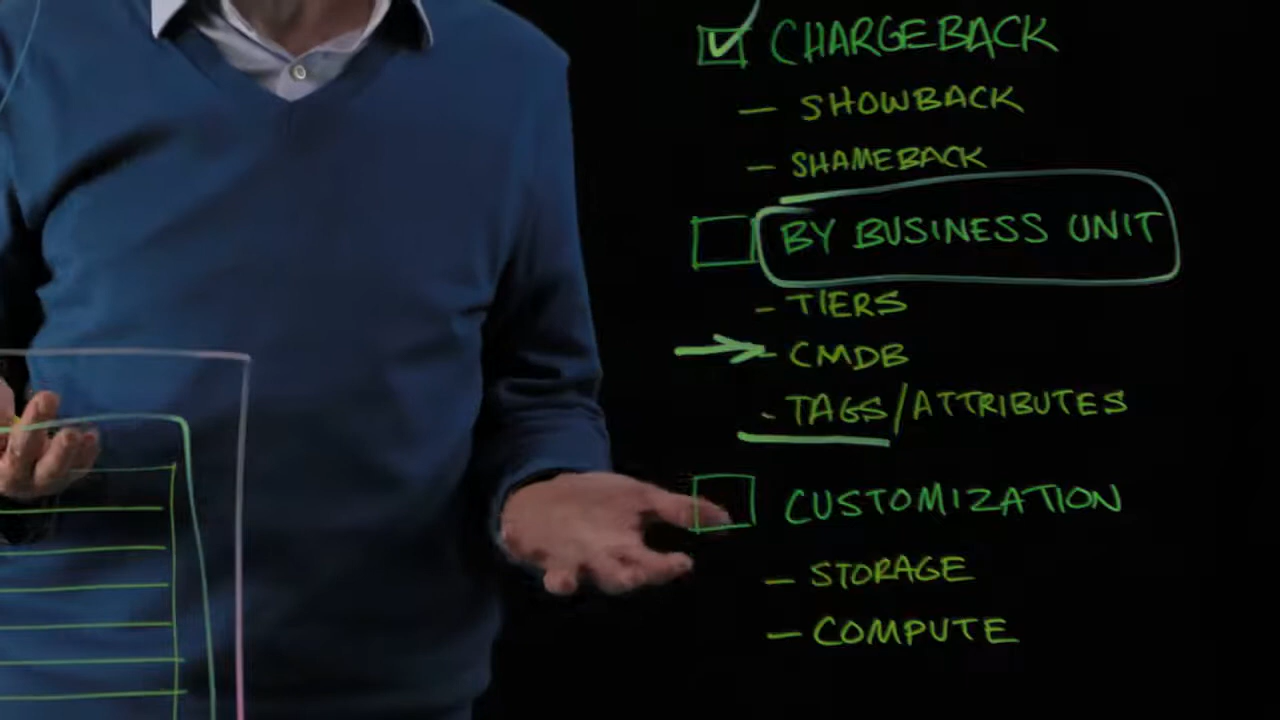 CHARGEBACK
- SHOWBACK
- SHAMEBACK
BY BUSINESS UNIT
- TIERS
- CMDB
- TAGS/ATTRIBUTES
CUSTOMIZATION
- STORAGE
- COMPUTE